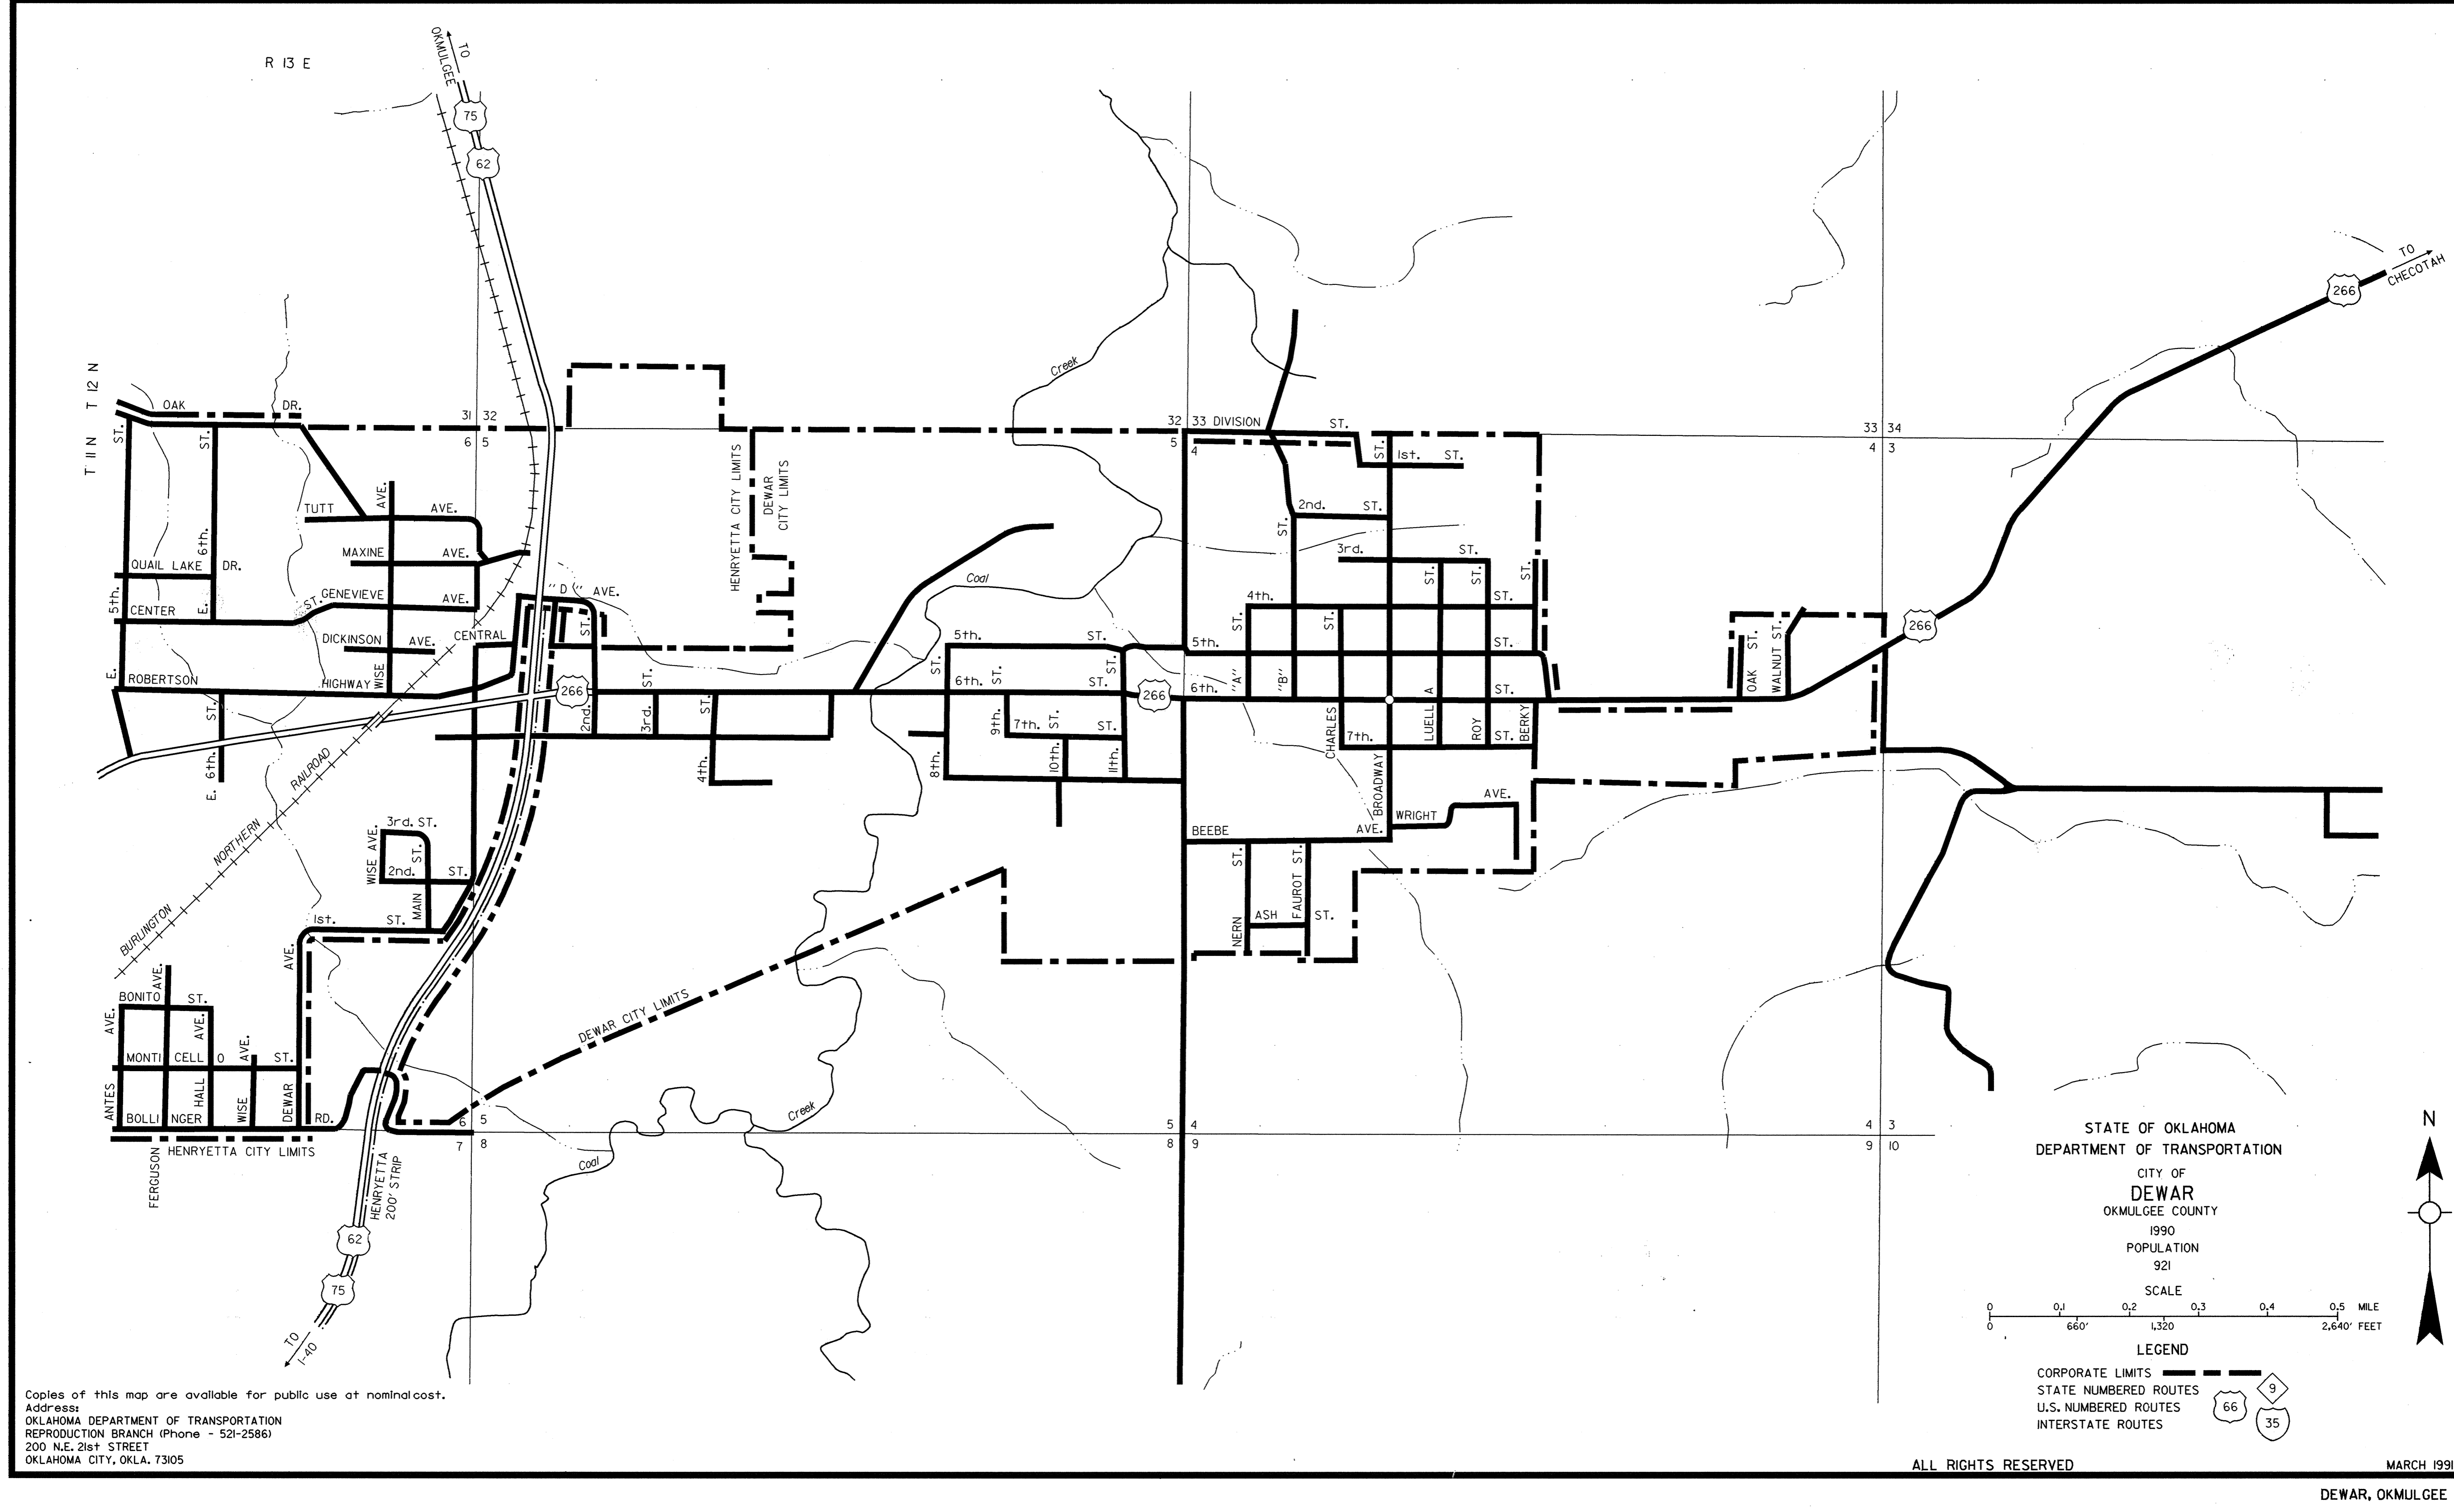 R 13 E
TO
OKMULGEE
75
62
TO
CHECOTAH
266
T 12 N
T 11 N
OAK DR.
31 32
6 5
32 33 DIVISION ST.
5 4
33 34
4 3
ST.
ST.
ST.
1st. ST.
TUTT AVE.
AVE.
HENRYETTA CITY LIMITS
DEWAR
CITY LIMITS
2nd. ST.
ST.
MAXINE AVE.
6th.
3rd. ST.
QUAIL LAKE DR.
Creek
Coal
"D" AVE.
ST.
ST.
ST.
GENEVIEVE AVE.
ST.
5th.
CENTER
E.
4th. ST.
ST.
ST.
DICKINSON AVE.
CENTRAL
ST.
5th. ST.
5th. ST.
266
ST.
ST.
E.
ROBERTSON
HIGHWAY
WISE
266
ST.
ST.
ST.
ST.
6th. ST.
266
6th. ST.
"A"
"B"
A
OAK
WALNUT ST.
ST.
2nd.
3rd.
ST.
9th.
7th. ST.
ST.
CHARLES
7th. ST.
LUELL
ROY
BERKY
E. 6th.
4th.
8th.
10th.
11th.
RAILROAD
NORTHERN
BURLINGTON
BROADWAY
WRIGHT AVE.
BEEBE AVE.
3rd. ST.
WISE AVE.
2nd. ST.
ST.
MAIN
1st. ST.
ST.
ST.
NERN
ASH ST.
FAUROT
AVE.
AVE.
BONITO ST.
AVE.
AVE.
AVE.
MONTI CELL O ST.
ANTES
HALL
WISE
DEWAR
BOLLI NGER RD.
DEWAR CITY LIMITS
HENRYETTA CITY LIMITS
FERGUSON
HENRYETTA
200' STRIP
6 5
7 8
Creek
Coal
5 4
8 9
4 3
9 10
62
75
TO
I-40
N
STATE OF OKLAHOMA
DEPARTMENT OF TRANSPORTATION
CITY OF
DEWAR
OKMULGEE COUNTY
1990
POPULATION
921
SCALE
0 0.1 0.2 0.3 0.4 0.5 MILE
0 660' 1,320 2,640' FEET
LEGEND
CORPORATE LIMITS
STATE NUMBERED ROUTES 9
U.S. NUMBERED ROUTES 66
INTERSTATE ROUTES 35
Copies of this map are available for public use at nominal cost.
Address:
OKLAHOMA DEPARTMENT OF TRANSPORTATION
REPRODUCTION BRANCH (Phone - 521-2586)
200 N.E. 21st STREET
OKLAHOMA CITY, OKLA. 73105
ALL RIGHTS RESERVED
MARCH 1991
DEWAR, OKMULGEE